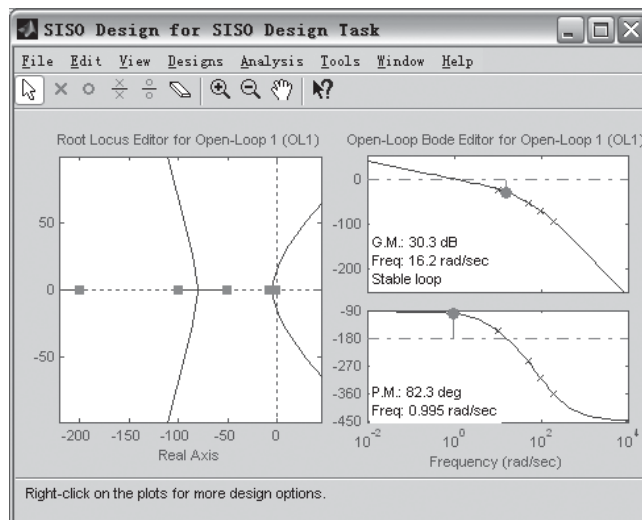 SISO Design for SISO Design Task
File Edit View Designs Analysis Tools Window Help
Root Locus Editor for Open-Loop 1 (OL1)
50
0
-50
-200 -150 -100 -50 0
Real Axis
Open-Loop Bode Editor for Open-Loop 1 (OL1)
0
-100
-200
G.M.: 30.3 dB
Freq: 16.2 rad/sec
Stable loop
-90
-180
-270
-360
-450
P.M.: 82.3 deg
Freq: 0.995 rad/sec
10-2 100 102 104
Frequency (rad/sec)
Right-click on the plots for more design options.